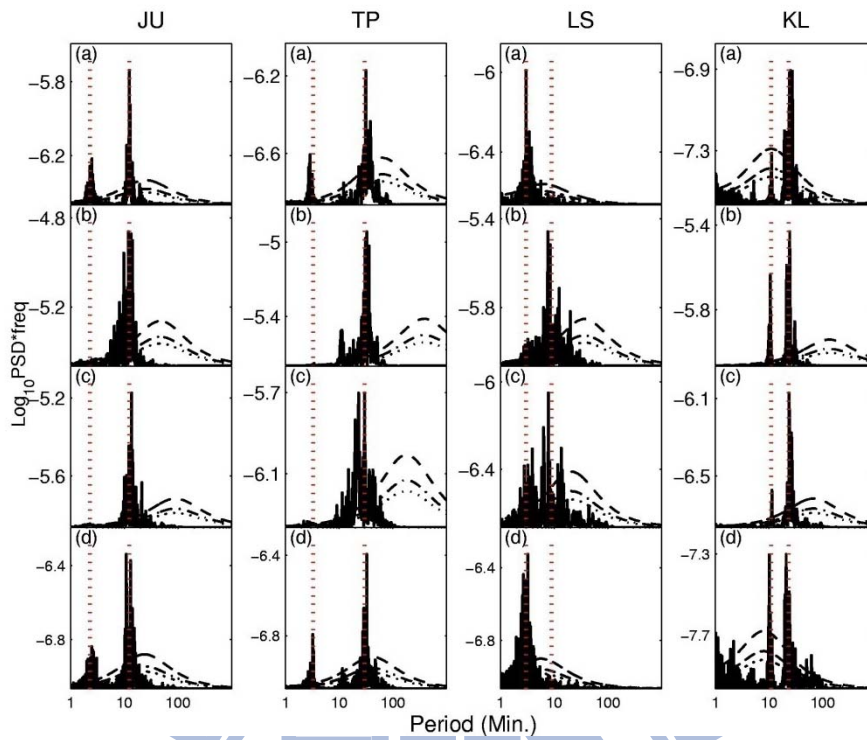 JU TP LS KL
(a) (a) (a) (a)
-5.8 -6.2 -6 -6.9
-6.2 -6.6 -6.4 -7.3
(b) (b) (b) (b)
-4.8 -5 -5.4 -5.4
-5.2 -5.4 -5.8 -5.8
Log10PSD*freq
(c) (c) (c) (c)
-5.2 -5.7 -6 -6.1
-5.6 -6.1 -6.4 -6.5
(d) (d) (d) (d)
-6.4 -6.4 -6.4 -7.3
-6.8 -6.8 -6.8 -7.7
1 10 100 1 10 100 1 10 100 1 10 100
Period (Min.)